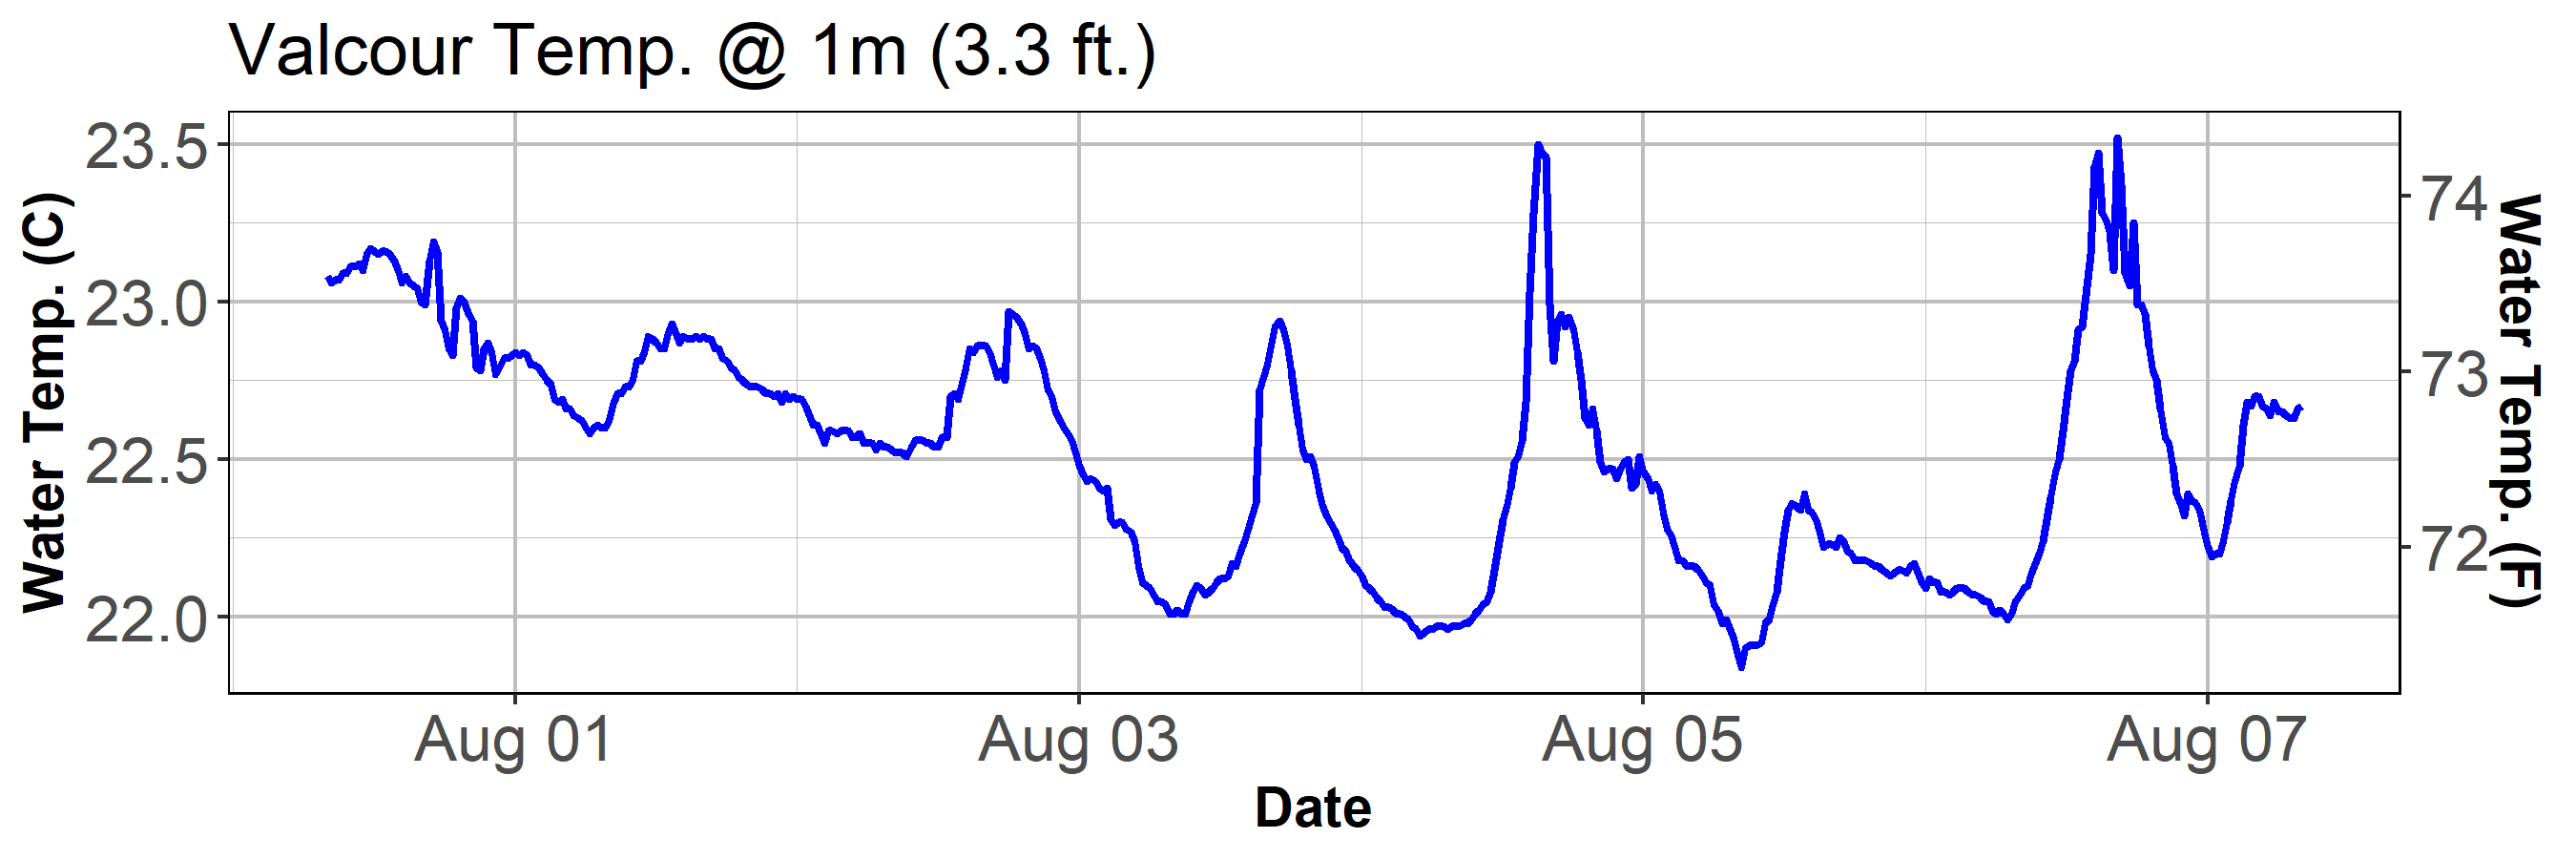 Valcour Temp. @ 1m (3.3 ft.)
Water Temp. (C)
23.5
23.0
22.5
22.0
74
73
72
Water Temp. (F)
Aug 01
Aug 03
Aug 05
Aug 07
Date